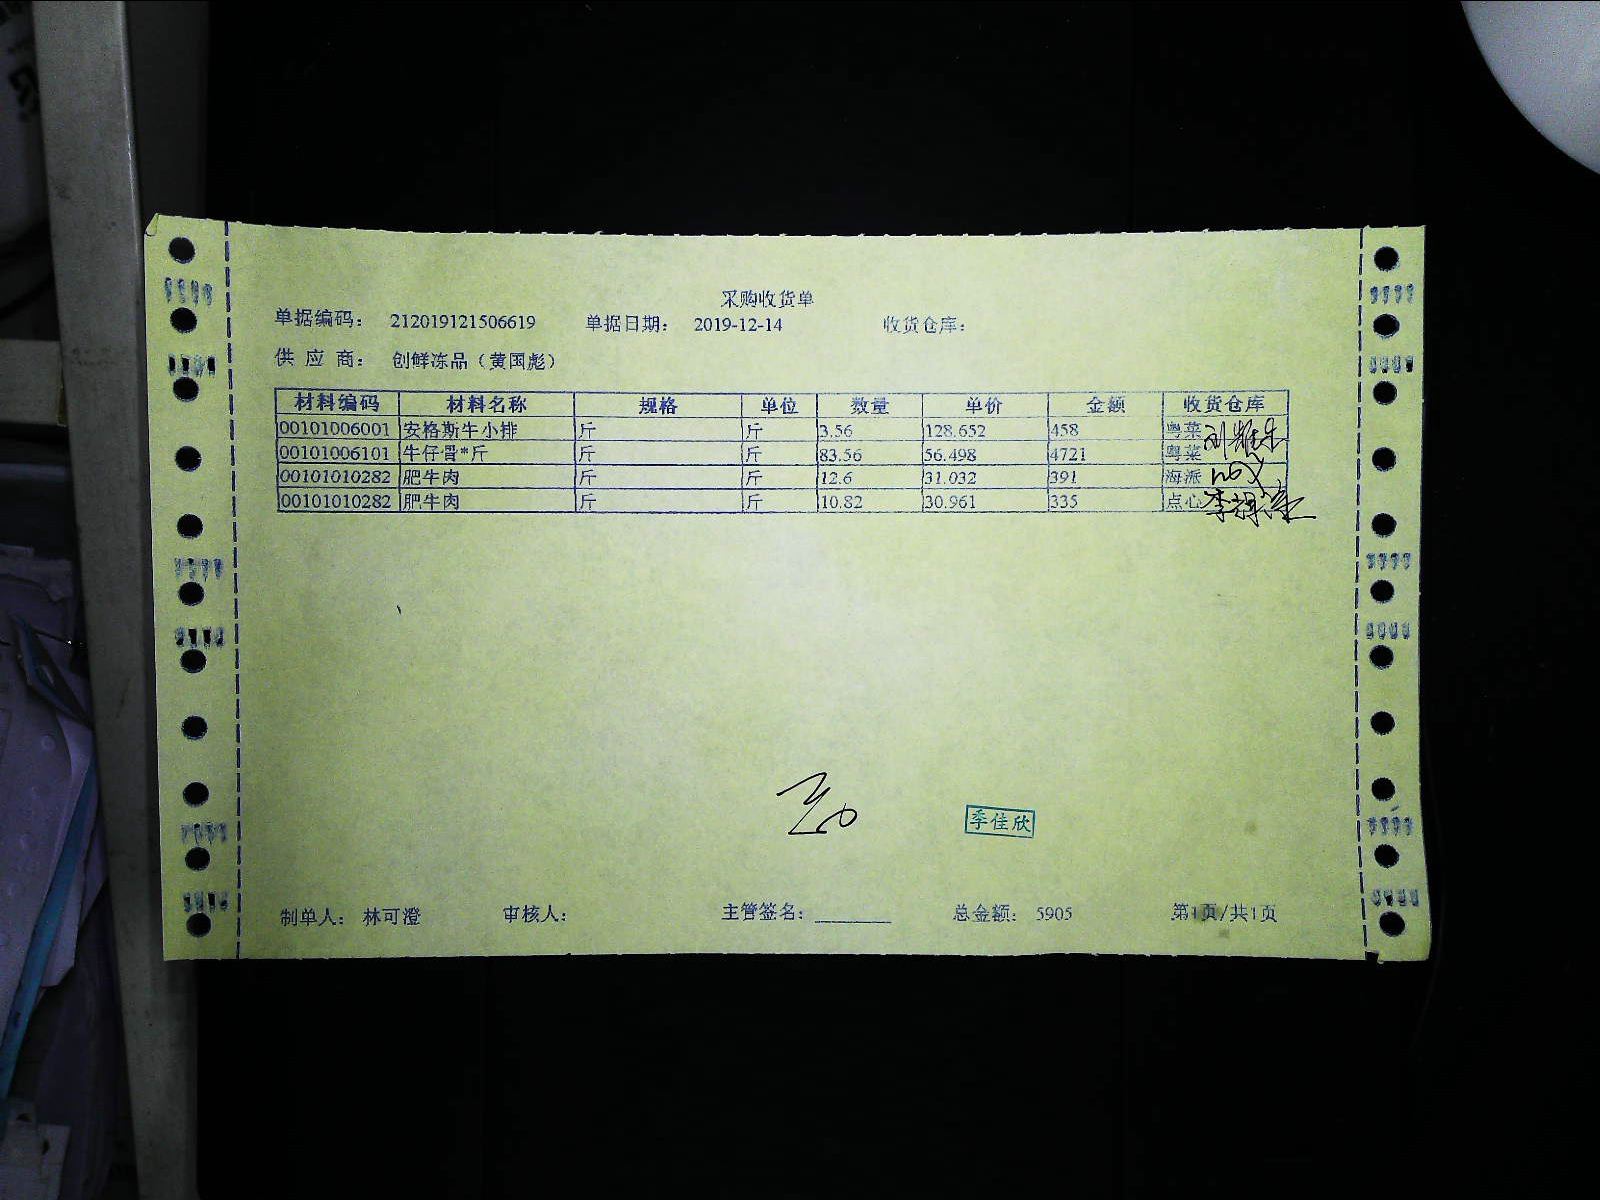 采购收货单
单据编码： 212019121506619 单据日期： 2019-12-14 收货仓库：
供 应 商： 创鲜冻品（黄国彪）
材料编码 材料名称 规格 单位 数量 单价 金额 收货仓库
00101006001 安格斯牛小排 斤 斤 3.56 128.652 458 粤菜
00101006101 牛仔骨*斤 斤 斤 83.56 56.498 4721 粤菜
00101010282 肥牛肉 斤 斤 12.6 31.032 391 海派
00101010282 肥牛肉 斤 斤 10.82 30.961 335 点心
季佳欣
制单人： 林可澄 审核人： 主管签名： 总金额： 5905 第1页/共1页